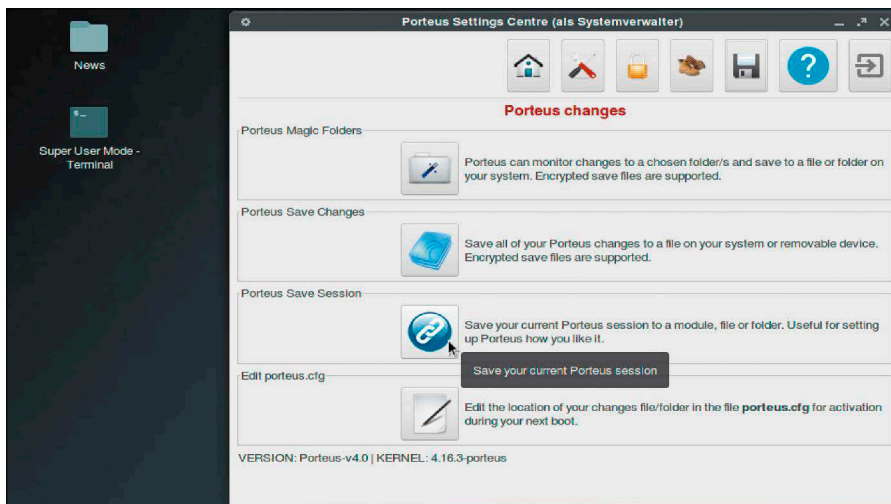 Porteus Settings Centre (als Systemverwalter)
News
Super User Mode -
Terminal
Porteus changes
Porteus Magic Folders
Porteus can monitor changes to a chosen folder/s and save to a file or folder on
your system. Encrypted save files are supported.
Porteus Save Changes
Save all of your Porteus changes to a file on your system or removable device.
Encrypted save files are supported.
Porteus Save Session
Save your current Porteus session to a module, file or folder. Useful for setting
up Porteus how you like it.
Save your current Porteus session
Edit porteus.cfg
Edit the location of your changes file/folder in the file porteus.cfg for activation
during your next boot.
VERSION: Porteus-v4.0 | KERNEL: 4.16.3-porteus